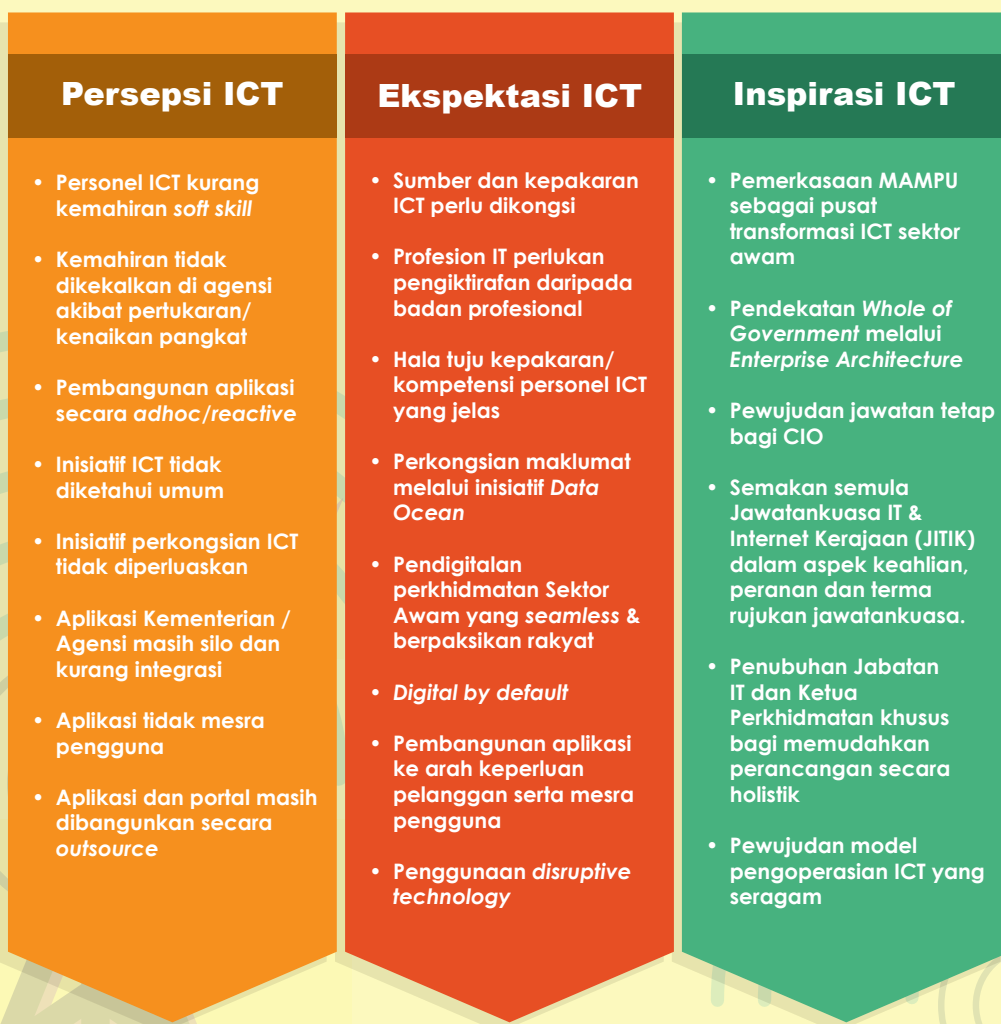 Persepsi ICT
• Personel ICT kurang
kemahiran soft skill
• Kemahiran tidak
dikekalkan di agensi
akibat pertukaran/
kenaikan pangkat
• Pembangunan aplikasi
secara adhoc/reactive
• Inisiatif ICT tidak
diketahui umum
• Inisiatif perkongsian ICT
tidak diperluaskan
• Aplikasi Kementerian /
Agensi masih silo dan
kurang integrasi
• Aplikasi tidak mesra
pengguna
• Aplikasi dan portal masih
dibangunkan secara
outsource
Ekspektasi ICT
• Sumber dan kepakaran
ICT perlu dikongsi
• Profesion IT perlukan
pengiktirafan daripada
badan profesional
• Hala tuju kepakaran/
kompetensi personel ICT
yang jelas
• Perkongsian maklumat
melalui inisiatif Data
Ocean
• Pendigitalan
perkhidmatan Sektor
Awam yang seamless &
berpaksikan rakyat
• Digital by default
• Pembangunan aplikasi
ke arah keperluan
pelanggan serta mesra
pengguna
• Penggunaan disruptive
technology
Inspirasi ICT
• Pemerkasaan MAMPU
sebagai pusat
transformasi ICT sektor
awam
• Pendekatan Whole of
Government melalui
Enterprise Architecture
• Pewujudan jawatan tetap
bagi CIO
• Semakan semula
Jawatankuasa IT &
Internet Kerajaan (JITIK)
dalam aspek keahlian,
peranan dan terma
rujukan jawatankuasa.
• Penubuhan Jabatan
IT dan Ketua
Perkhidmatan khusus
bagi memudahkan
perancangan secara
holistik
• Pewujudan model
pengoperasian ICT yang
seragam